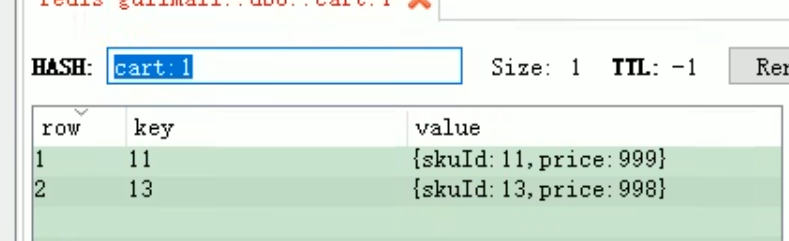 HASH: cart:1 Size: 1 TTL: -1 Ren
row key value
1 11 {skuId:11,price:999}
2 13 {skuId:13,price:998}